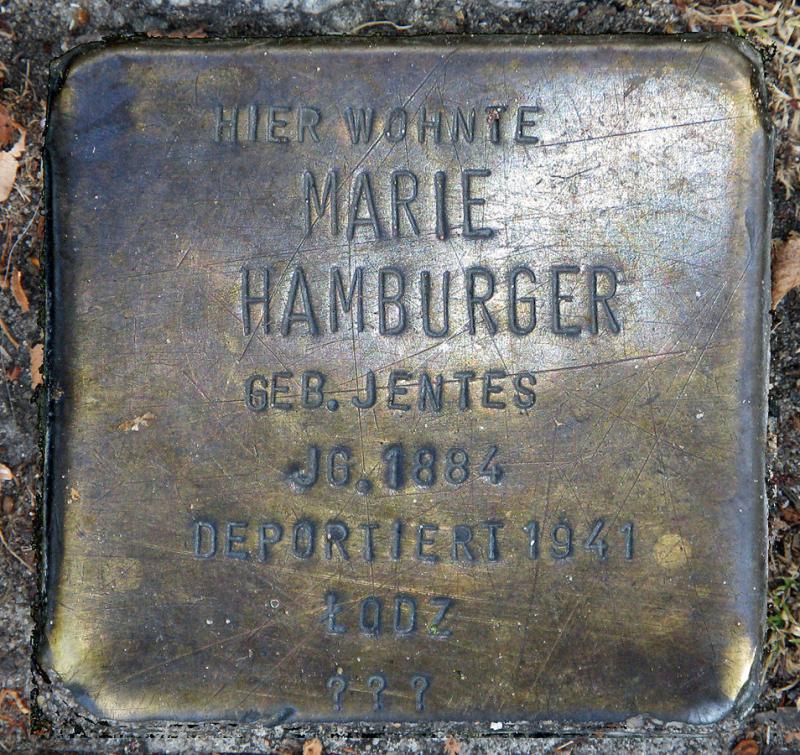 HIER WOHNTE
MARIE
HAMBURGER
GEB. JENTES
JG. 1884
DEPORTIERT 1941
ŁODZ
???